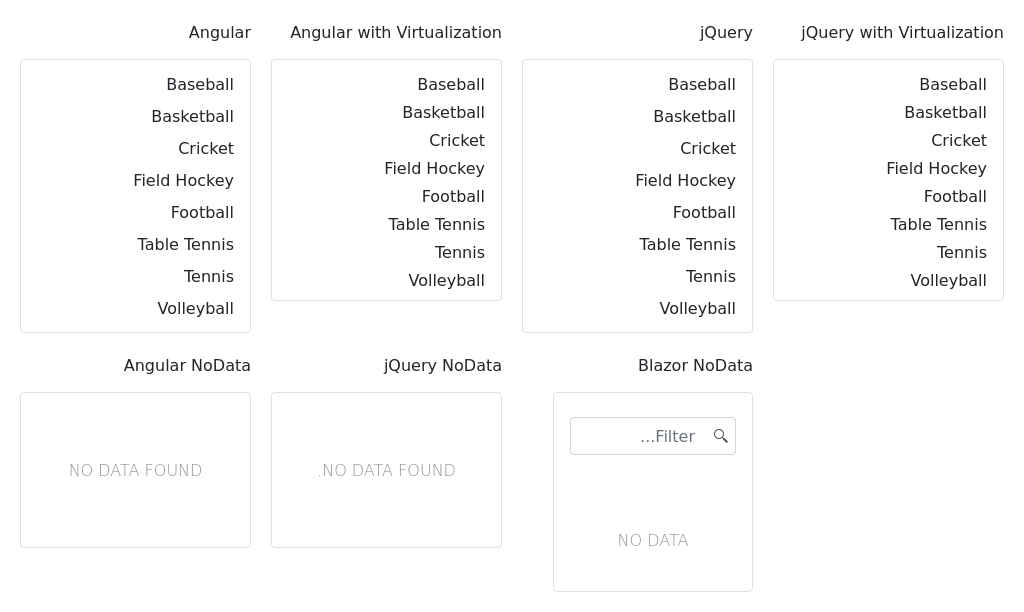 Angular
Baseball
Basketball
Cricket
Field Hockey
Football
Table Tennis
Tennis
Volleyball
Angular with Virtualization
Baseball
Basketball
Cricket
Field Hockey
Football
Table Tennis
Tennis
Volleyball
jQuery
Baseball
Basketball
Cricket
Field Hockey
Football
Table Tennis
Tennis
Volleyball
jQuery with Virtualization
Baseball
Basketball
Cricket
Field Hockey
Football
Table Tennis
Tennis
Volleyball
Angular NoData
NO DATA FOUND
jQuery NoData
.NO DATA FOUND
Blazor NoData
...Filter
NO DATA